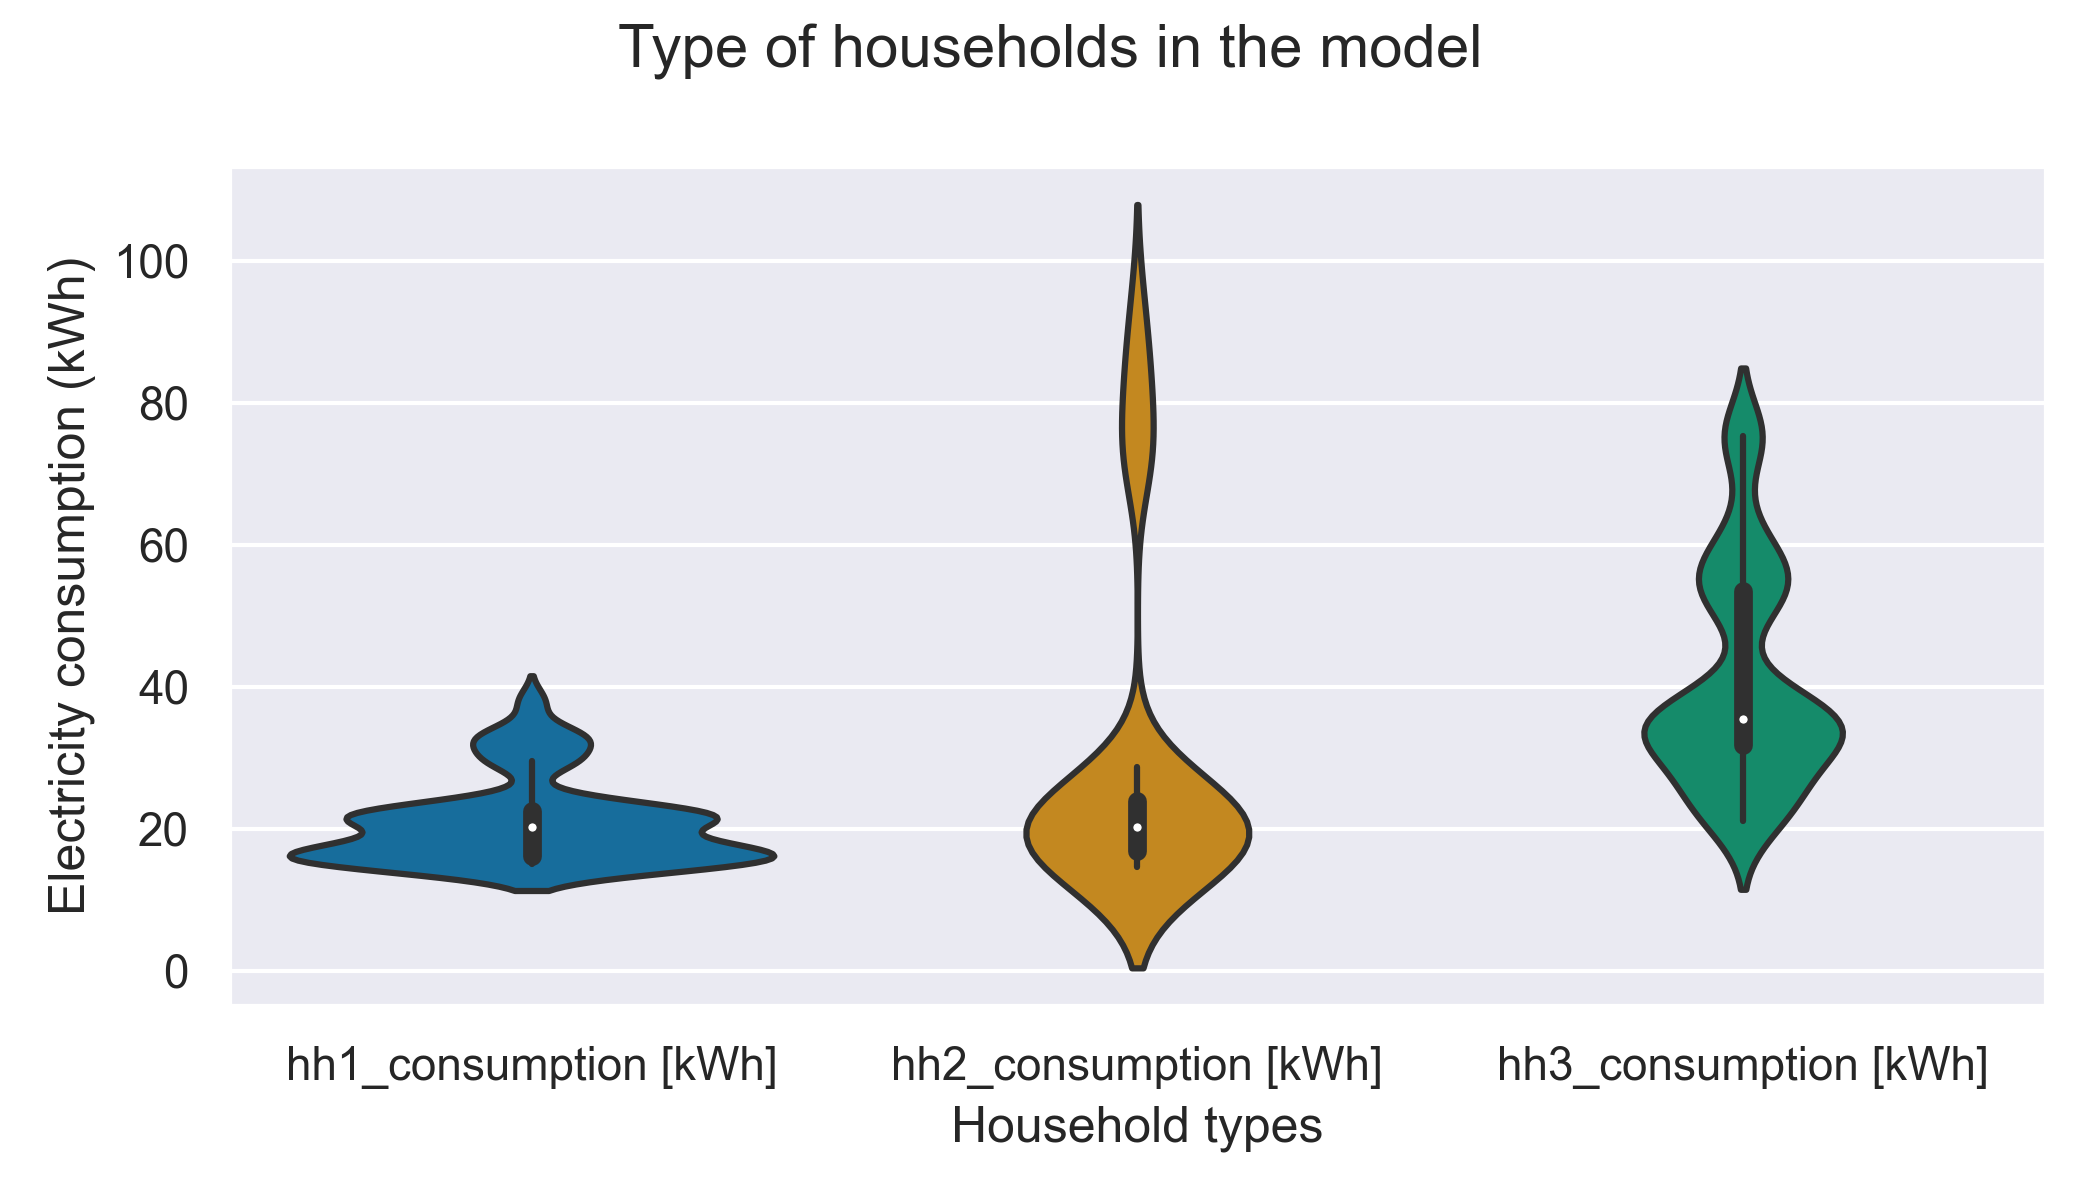 Type of households in the model
Electricity consumption (kWh)
100
80
60
40
20
0
hh1_consumption [kWh]
hh2_consumption [kWh]
hh3_consumption [kWh]
Household types